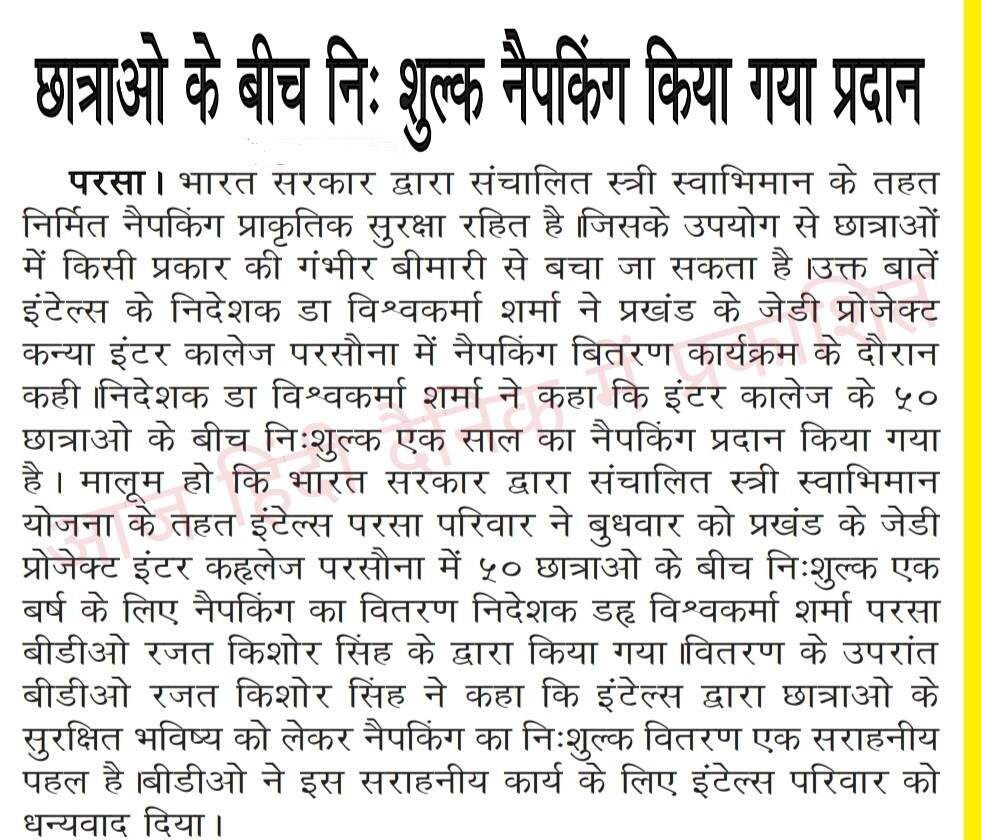 छात्राओ के बीच निः शुल्क नैपकिंग किया गया प्रदान
परसा। भारत सरकार द्वारा संचालित स्त्री स्वाभिमान के तहत
निर्मित नैपकिंग प्राकृतिक सुरक्षा रहित है।जिसके उपयोग से छात्राओं
में किसी प्रकार की गंभीर बीमारी से बचा जा सकता है।उक्त बातें
इंटेल्स के निदेशक डा विश्वकर्मा शर्मा ने प्रखंड के जेडी प्रोजेक्ट
कन्या इंटर कालेज परसौना में नैपकिंग बितरण कार्यक्रम के दौरान
कही।निदेशक डा विश्वकर्मा शर्मा ने कहा कि इंटर कालेज के ५०
छात्राओ के बीच निःशुल्क एक साल का नैपकिंग प्रदान किया गया
है। मालूम हो कि भारत सरकार द्वारा संचालित स्त्री स्वाभिमान
योजना के तहत इंटेल्स परसा परिवार ने बुधवार को प्रखंड के जेडी
प्रोजेक्ट इंटर कहृलेज परसौना में ५० छात्राओ के बीच निःशुल्क एक
बर्ष के लिए नैपकिंग का वितरण निदेशक डहृ विश्वकर्मा शर्मा परसा
बीडीओ रजत किशोर सिंह के द्वारा किया गया।वितरण के उपरांत
बीडीओ रजत किशोर सिंह ने कहा कि इंटेल्स द्वारा छात्राओ के
सुरक्षित भविष्य को लेकर नैपकिंग का निःशुल्क वितरण एक सराहनीय
पहल है।बीडीओ ने इस सराहनीय कार्य के लिए इंटेल्स परिवार को
धन्यवाद दिया।
आज हिंदी दैनिक में प्रकाशित